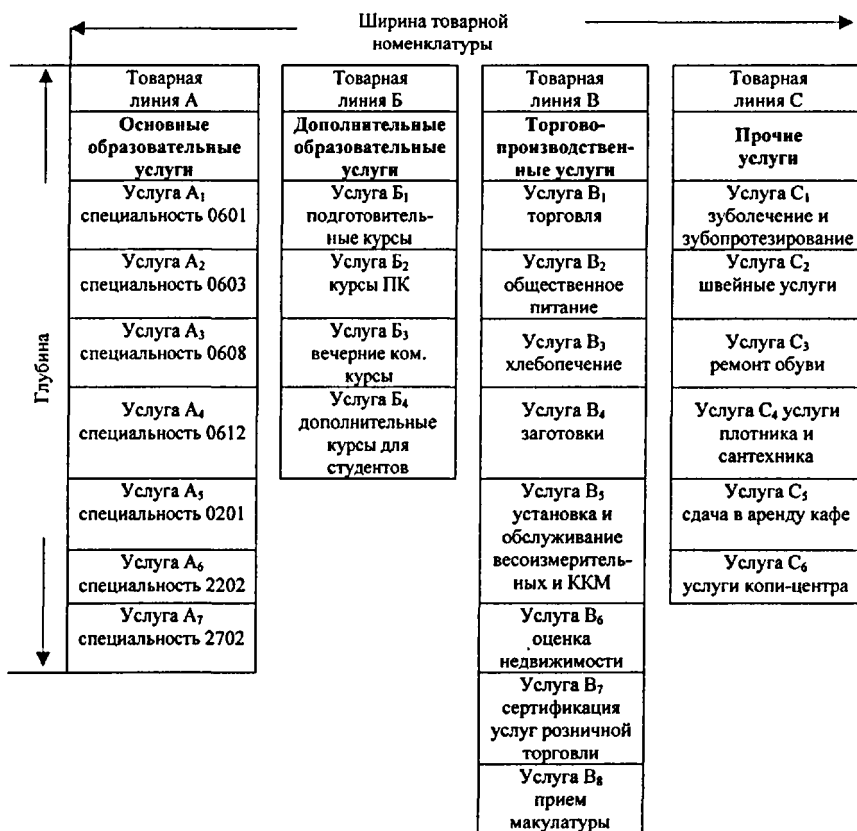 Ширина товарной
номенклатуры
Глубина
Товарная
линия А
Основные
образовательные
услуги
Услуга А₁
специальность 0601
Услуга А₂
специальность 0603
Услуга А₃
специальность 0608
Услуга А₄
специальность 0612
Услуга А₅
специальность 0201
Услуга А₆
специальность 2202
Услуга А₇
специальность 2702
Товарная
линия Б
Дополнительные
образовательные
услуги
Услуга Б₁
подготовитель-
ные курсы
Услуга Б₂
курсы ПК
Услуга Б₃
вечерние ком.
курсы
Услуга Б₄
дополнительные
курсы для
студентов
Товарная
линия В
Торгово-
производствен-
ные услуги
Услуга В₁
торговля
Услуга В₂
общественное
питание
Услуга В₃
хлебопечение
Услуга В₄
заготовки
Услуга В₅
установка и
обслуживание
весоизмеритель-
ных и ККМ
Услуга В₆
оценка
недвижимости
Услуга В₇
сертификация
услуг розничной
торговли
Услуга В₈
прием
макулатуры
Товарная
линия С
Прочие
услуги
Услуга С₁
зуболечение и
зубопротезирование
Услуга С₂
швейные услуги
Услуга С₃
ремонт обуви
Услуга С₄ услуги
плотника и
сантехника
Услуга С₅
сдача в аренду кафе
Услуга С₆
услуги копи-центра